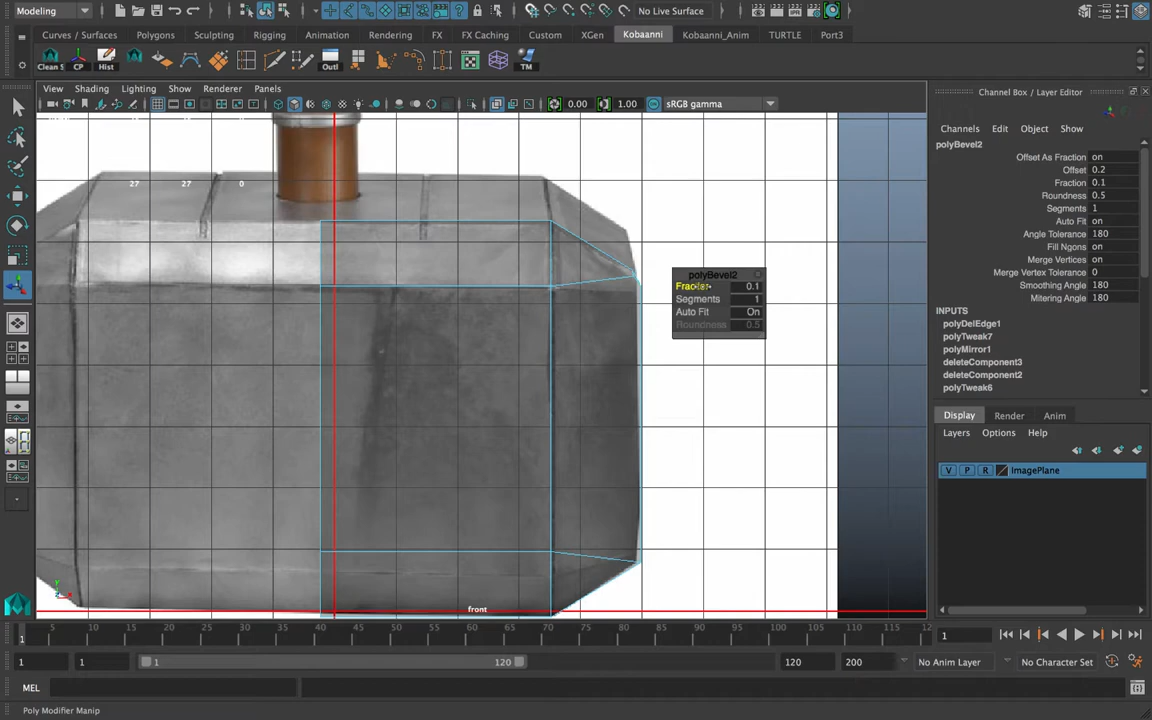 Modeling
No Live Surface
Curves / Surfaces
Polygons
Sculpting
Rigging
Animation
Rendering
FX
FX Caching
Custom
XGen
Kobaanni
Kobaanni_Anim
TURTLE
Port3
Clean S
CP
Hist
Outl
TM
View
Shading
Lighting
Show
Renderer
Panels
0.00
1.00
sRGB gamma
27 27 0
polyBevel2
Segments 0.1
Segments 1
Auto Fit On
Roundness 0.5
front
Channel Box / Layer Editor
Channels Edit Object Show
polyBevel2
Offset As Fraction on
Offset 0.2
Fraction 0.1
Roundness 0.5
Segments 1
Auto Fit on
Angle Tolerance 180
Fill Ngons on
Merge Vertices on
Merge Vertex Tolerance 0
Smoothing Angle 180
Mitering Angle 180
INPUTS
polyDelEdge1
polyTweak7
polyMirror1
deleteComponent3
deleteComponent2
polyTweak6
Display Render Anim
Layers Options Help
V P R ImagePlane
5 10 15 20 25 30 35 40 45 50 55 60 65 70 75 80 85 90 95 100 105 110 115 12
1
1
1 1 1 120 120 200 No Anim Layer No Character Set
MEL
Poly Modifier Manip